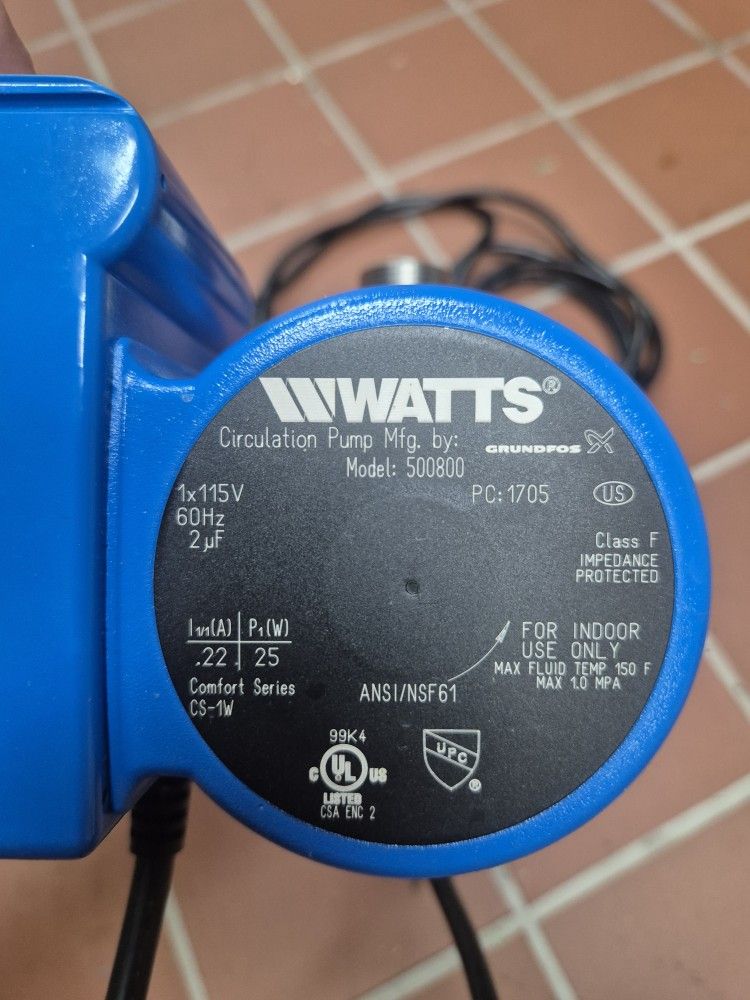 WATTS®
Circulation Pump Mfg. by: GRUNDFOS
Model: 500800
1x115V PC:1705 US
60Hz
2µF
Class F
IMPEDANCE
PROTECTED
I1/1(A) P1(W)
.22 25
FOR INDOOR
USE ONLY
MAX FLUID TEMP 150 F
MAX 1.0 MPA
Comfort Series
CS-1W
ANSI/NSF61
99K4
C UL US
LISTED
CSA ENC 2
UPC®